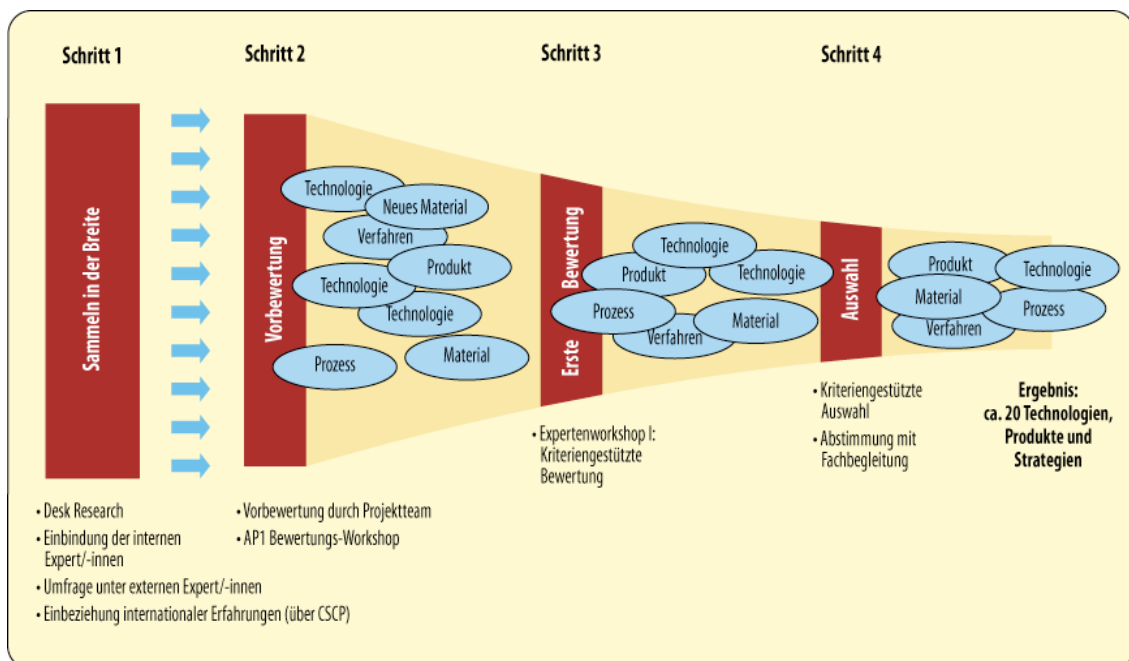 Schritt 1
Schritt 2
Schritt 3
Schritt 4
Sammeln in der Breite
Vorbewertung
Technologie
Neues Material
Verfahren
Produkt
Technologie
Technologie
Material
Prozess
Erste Bewertung
Technologie
Produkt
Technologie
Prozess
Material
Verfahren
Auswahl
Produkt
Technologie
Material
Prozess
Verfahren
• Desk Research
• Einbindung der internen
Expert/-innen
• Umfrage unter externen Expert/-innen
• Einbeziehung internationaler Erfahrungen (über CSCP)
• Vorbewertung durch Projektteam
• AP1 Bewertungs-Workshop
• Expertenworkshop I:
Kriteriengestützte
Bewertung
• Kriteriengestützte
Auswahl
• Abstimmung mit
Fachbegleitung
Ergebnis:
ca. 20 Technologien,
Produkte und
Strategien